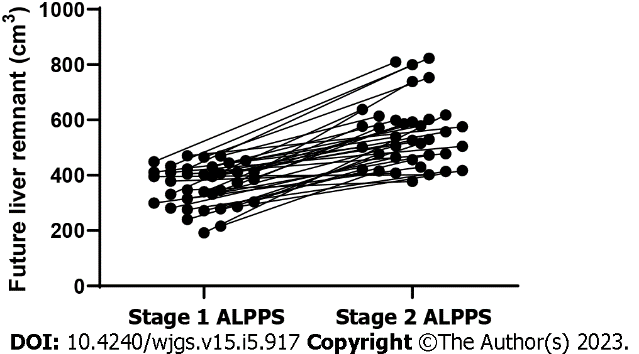 Future liver remnant (cm³)
1000
800
600
400
200
0
Stage 1 ALPPS
Stage 2 ALPPS
DOI: 10.4240/wjgs.v15.i5.917 Copyright ©The Author(s) 2023.